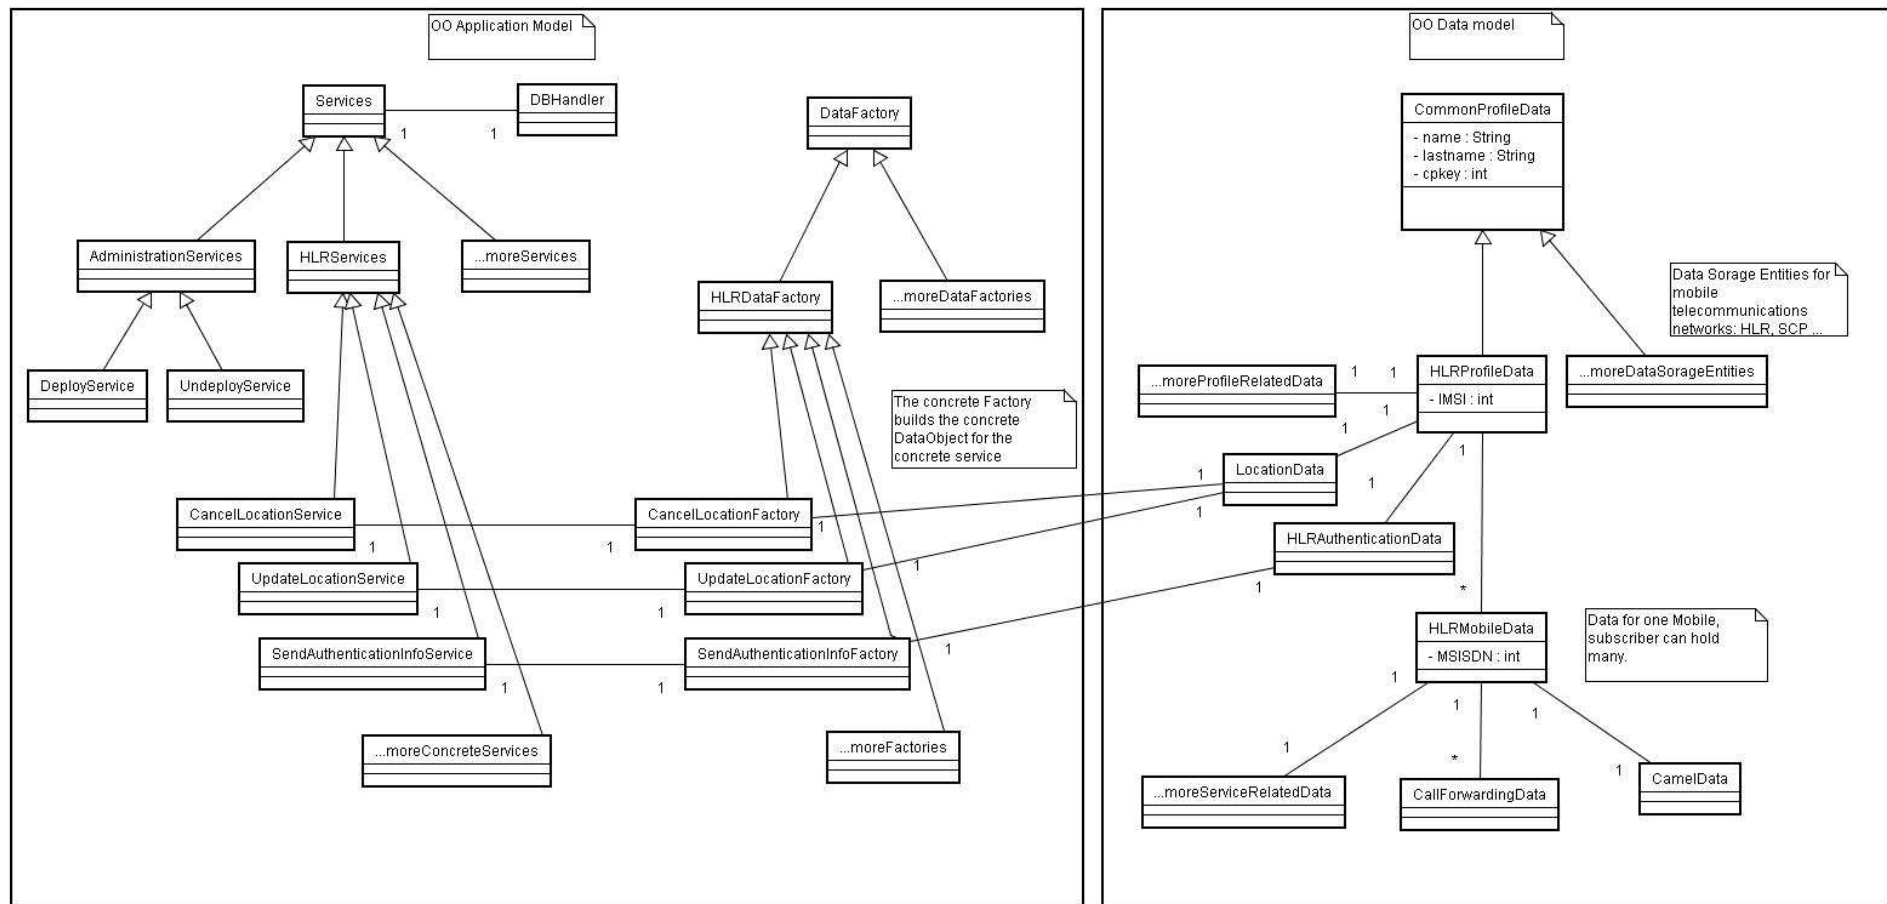 OO Application Model
Services
DBHandler
1
1
DataFactory
AdministrationServices
HLRServices
...moreServices
HLRDataFactory
...moreDataFactories
DeployService
UndeployService
The concrete Factory
builds the concrete
DataObject for the
concrete service
CancelLocationService
1
1
CancelLocationFactory
1
1
UpdateLocationService
1
1
UpdateLocationFactory
1
1
SendAuthenticationInfoService
1
1
SendAuthenticationInfoFactory
1
1
...moreConcreteServices
...moreFactories
OO Data model
CommonProfileData
- name : String
- lastname : String
- cpkey : int
Data Sorage Entities for
mobile
telecommunications
networks: HLR, SCP ...
...moreProfileRelatedData
1
1
HLRProfileData
- IMSI : int
...moreDataSorageEntities
1
1
1
1
LocationData
HLRAuthenticationData
*
HLRMobileData
- MSISDN : int
Data for one Mobile,
subscriber can hold
many.
1
1
1
1
*
1
...moreServiceRelatedData
CallForwardingData
CamelData